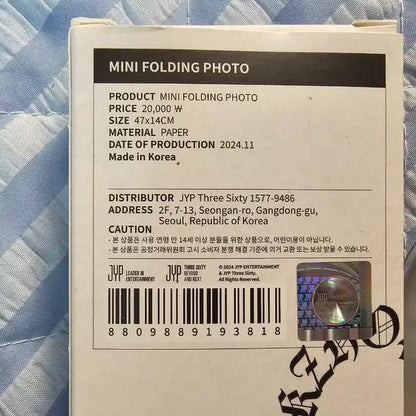 MINI FOLDING PHOTO
PRODUCT MINI FOLDING PHOTO
PRICE 20,000 ₩
SIZE 47x14CM
MATERIAL PAPER
DATE OF PRODUCTION 2024.11
Made in Korea
DISTRIBUTOR JYP Three Sixty 1577-9486
ADDRESS 2F, 7-13, Seongan-ro, Gangdong-gu,
Seoul, Republic of Korea
CAUTION
- 본 상품은 사용 연령 만 14세 이상 분들을 위한 상품으로, 어린이용이 아닙니다.
- 본 상품은 공정거래위원회 고시 소비자 분쟁 해결 기준에 의거 교환 또는 보상 받을 수 있습니다.
JYP LEADER IN ENTERTAINMENT JYP THREE SIXTY BEYOND AND NEXT © 2024 JYP ENTERTAINMENT
& JYP Three Sixty.
All Rights Reserved.
JYP ENTERTAINMENT
8809889193818